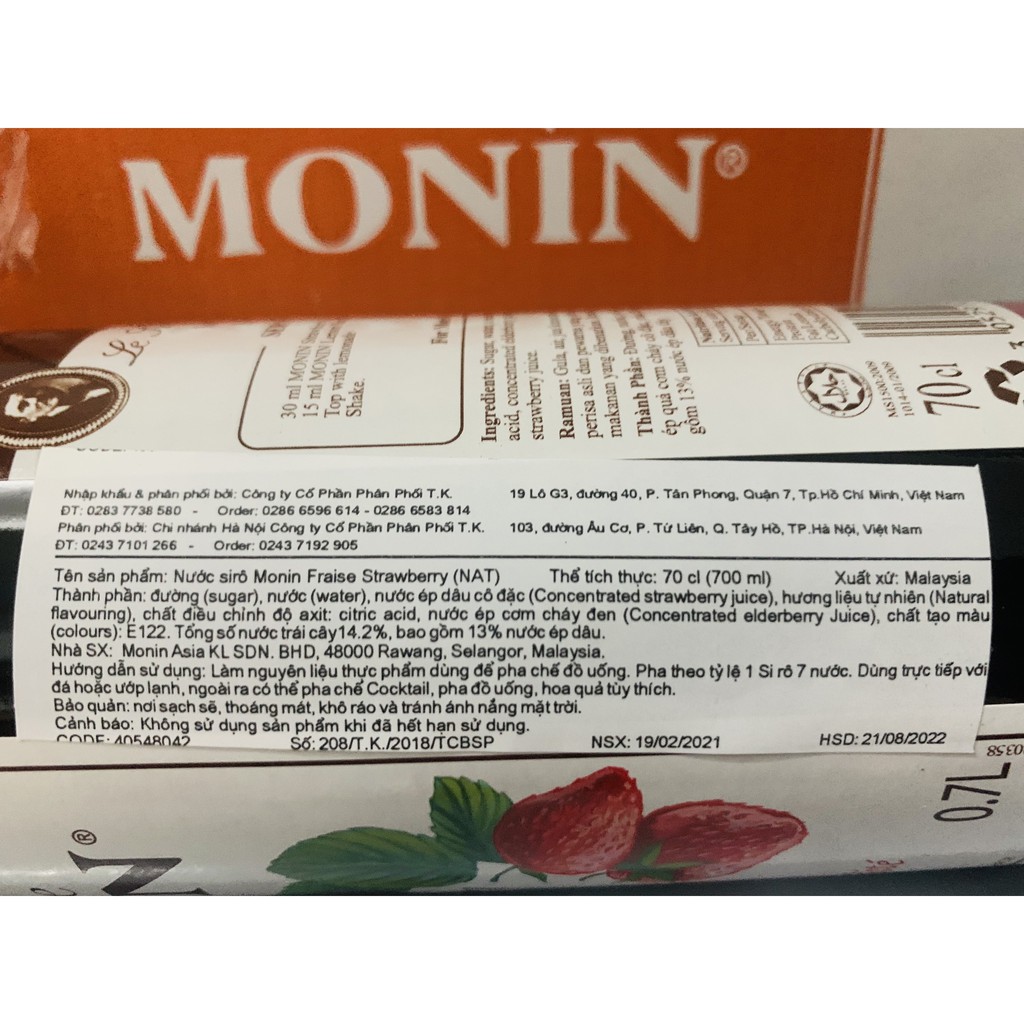 MONIN®
30 ml MONIN
15 ml MONIN
Top with lemonade
Shake.
Ingredients: Sugar,
acid, concentrated
strawberry juice.
Ramuan: Gula,
perisa asli dan
makanan yang
Thành Phần: Đường,
ép quả cơm cháy cô
gồm 13% nước ép dâu
MS1500:2009
70 cl
Nhập khẩu & phân phối bởi: Công ty Cổ Phần Phân Phối T.K. 19 Lô G3, đường 40, P. Tân Phong, Quận 7, Tp.Hồ Chí Minh, Việt Nam
ĐT: 0283 7738 580 - Order: 0286 6596 614 - 0286 6583 814
Phân phối bởi: Chi nhánh Hà Nội Công ty Cổ Phần Phân Phối T.K. 103, đường Âu Cơ, P. Tứ Liên, Q. Tây Hồ, TP.Hà Nội, Việt Nam
ĐT: 0243 7101 266 - Order: 0243 7192 905
Tên sản phẩm: Nước sirô Monin Fraise Strawberry (NAT) Thể tích thực: 70 cl (700 ml) Xuất xứ: Malaysia
Thành phần: đường (sugar), nước (water), nước ép dâu cô đặc (Concentrated strawberry juice), hương liệu tự nhiên (Natural
flavouring), chất điều chỉnh độ axit: citric acid, nước ép cơm cháy đen (Concentrated elderberry Juice), chất tạo màu
(colours): E122. Tổng số nước trái cây14.2%, bao gồm 13% nước ép dâu.
Nhà SX: Monin Asia KL SDN. BHD, 48000 Rawang, Selangor, Malaysia.
Hướng dẫn sử dụng: Làm nguyên liệu thực phẩm dùng để pha chế đồ uống. Pha theo tỷ lệ 1 Si rô 7 nước. Dùng trực tiếp với
đá hoặc ướp lạnh, ngoài ra có thể pha chế Cocktail, pha đồ uống, hoa quả tùy thích.
Bảo quản: nơi sạch sẽ, thoáng mát, khô ráo và tránh ánh nắng mặt trời.
Cảnh báo: Không sử dụng sản phẩm khi đã hết hạn sử dụng.
CODE: 40548042 Số: 208/T.K./2018/TCBSP NSX: 19/02/2021 HSD: 21/08/2022
0.7L